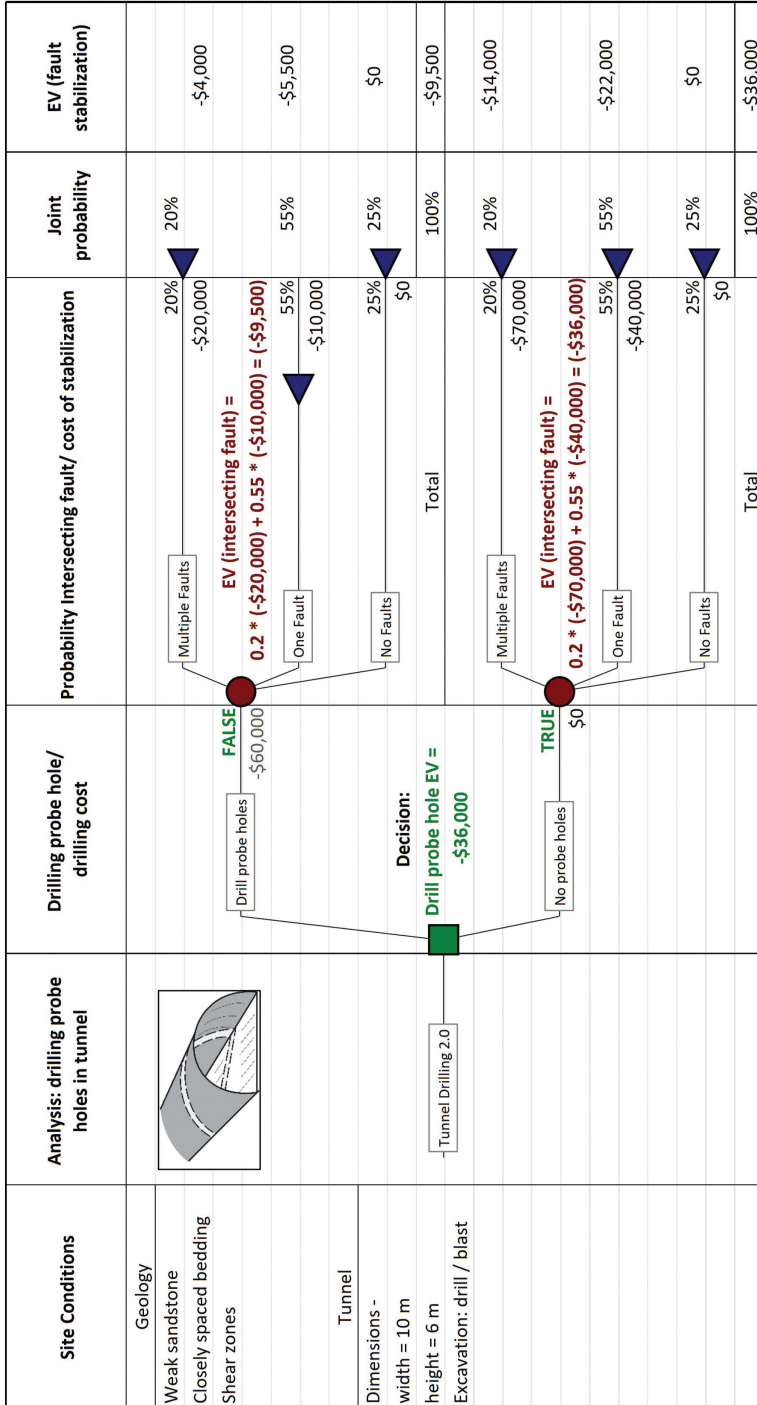 Site Conditions
Analysis: drilling probe
holes in tunnel
Drilling probe hole/
drilling cost
Probability Intersecting fault/ cost of stabilization
Joint
probability
EV (fault
stabilization)
Geology
Weak sandstone
Closely spaced bedding
Shear zones
Tunnel
Dimensions -
width = 10 m
height = 6 m
Excavation: drill / blast
Tunnel Drilling 2.0
Decision:
Drill probe hole EV =
-$36,000
Drill probe holes
FALSE
-$60,000
Multiple Faults
20%
-$20,000
20%
-$4,000
EV (intersecting fault) =
0.2 * (-$20,000) + 0.55 * (-$10,000) = (-$9,500)
One Fault
55%
-$10,000
55%
-$5,500
No Faults
25%
$0
25%
$0
Total
100%
-$9,500
No probe holes
TRUE
$0
Multiple Faults
20%
-$70,000
20%
-$14,000
EV (intersecting fault) =
0.2 * (-$70,000) + 0.55 * (-$40,000) = (-$36,000)
One Fault
55%
-$40,000
55%
-$22,000
No Faults
25%
$0
25%
$0
Total
100%
-$36,000